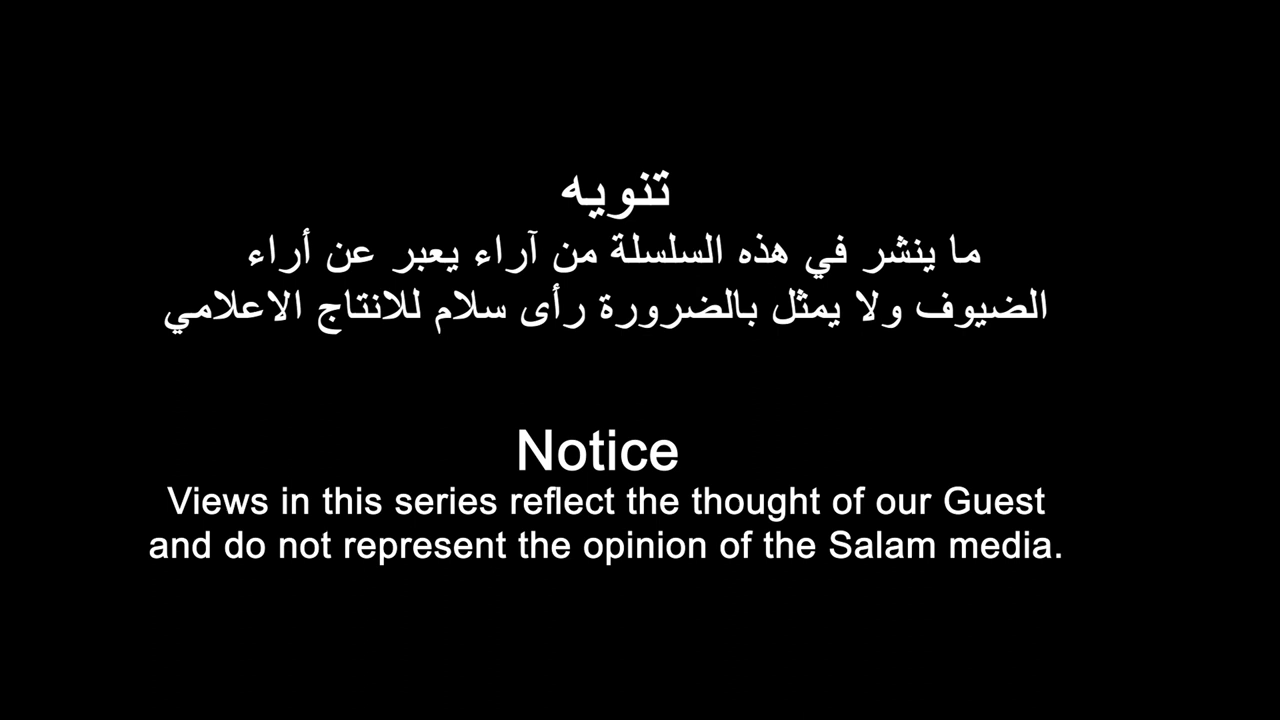 تنويه
ما ينشر في هذه السلسلة من آراء يعبر عن أراء
الضيوف ولا يمثل بالضرورة رأى سلام للانتاج الاعلامي
Notice
Views in this series reflect the thought of our Guest
and do not represent the opinion of the Salam media.